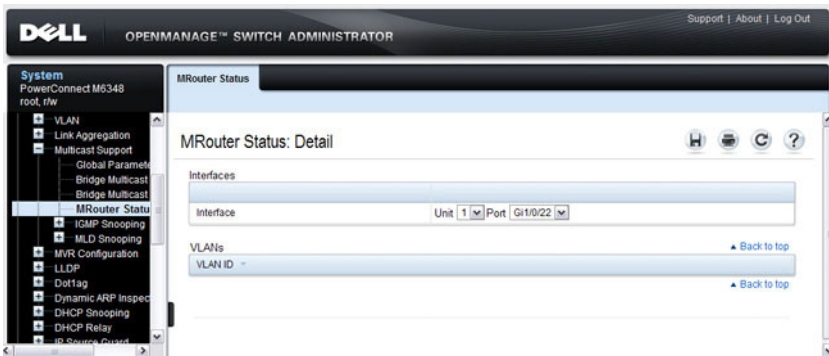 Support | About | Log Out
DELL
OPENMANAGE™ SWITCH ADMINISTRATOR
System
PowerConnect M6348
root, r/w
VLAN
Link Aggregation
Multicast Support
Global Paramete
Bridge Multicast
Bridge Multicast
MRouter Statu
IGMP Snooping
MLD Snooping
MVR Configuration
LLDP
Dot1ag
Dynamic ARP Inspec
DHCP Snooping
DHCP Relay
IP Source Guard
MRouter Status
MRouter Status: Detail
Interfaces
Interface Unit 1 Port Gi1/0/22
VLANs Back to top
VLAN ID
Back to top